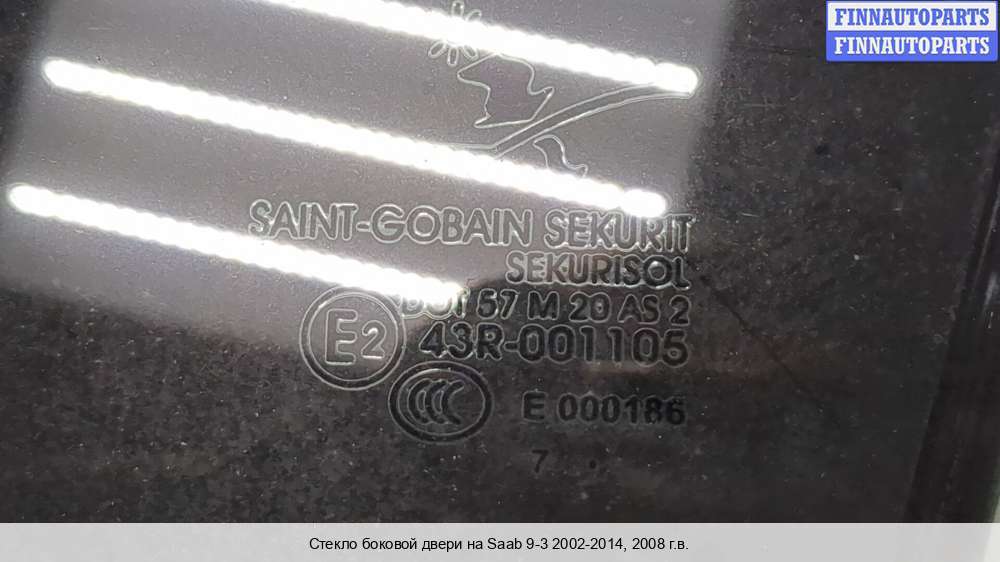 FINNAUTOPARTS
FINNAUTOPARTS
SAINT-GOBAIN SEKURIT
SEKURISOL
DOT 57 M 20 AS 2
E2
43R-001105
CCC
E 000186
7 .
Стекло боковой двери на Saab 9-3 2002-2014, 2008 г.в.